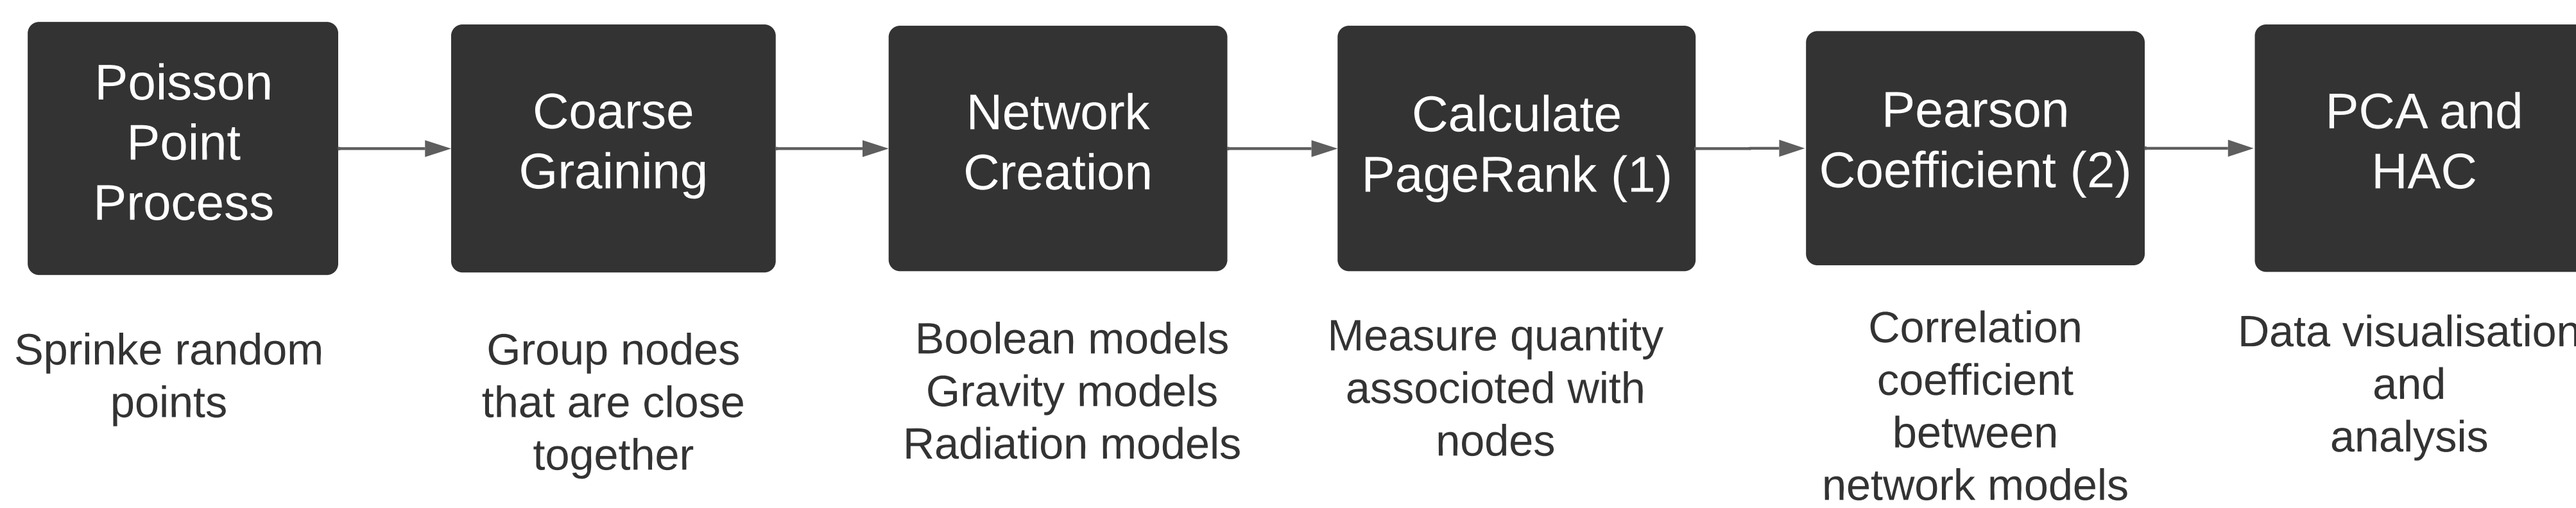 Poisson
Point
Process
Coarse
Graining
Network
Creation
Calculate
PageRank (1)
Pearson
Coefficient (2)
PCA and
HAC
Sprinke random
points
Group nodes
that are close
together
Boolean models
Gravity models
Radiation models
Measure quantity
associoted with
nodes
Correlation
coefficient
between
network models
Data visualisation
and
analysis